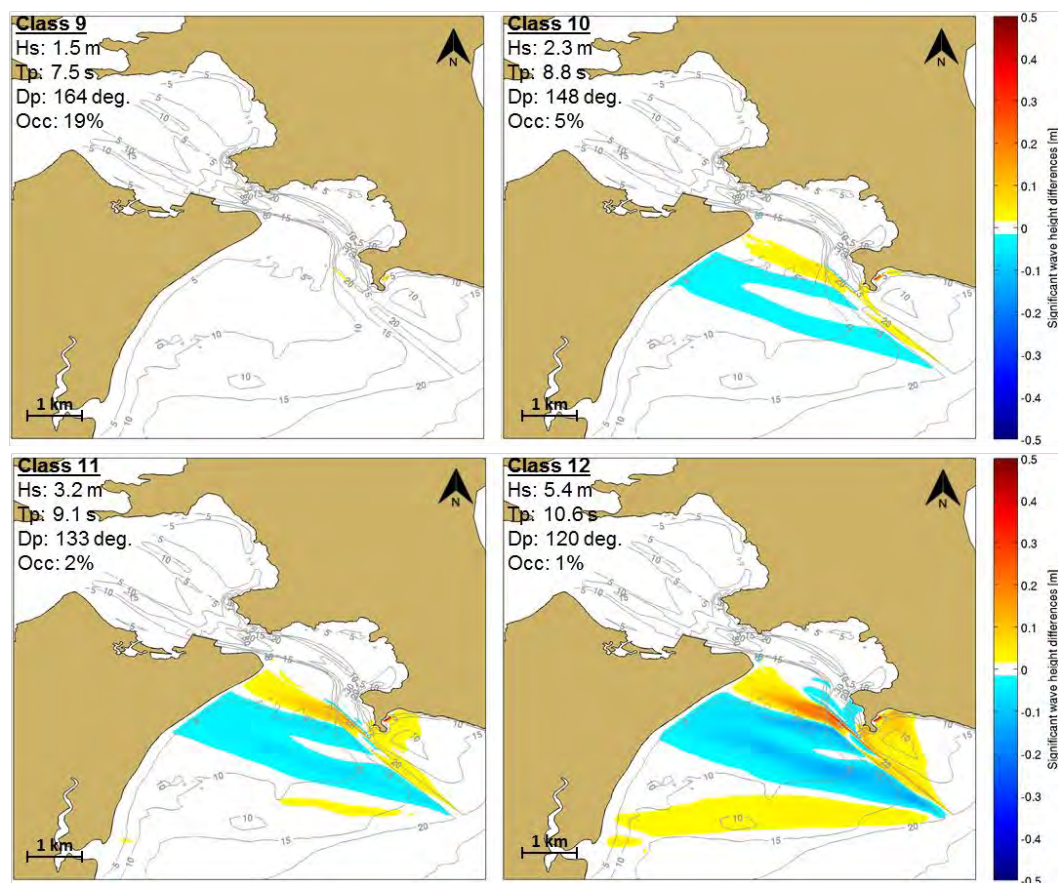 Class 9
Hs: 1.5 m
Tp: 7.5 s
Dp: 164 deg.
Occ: 19%
N
1 km
Class 10
Hs: 2.3 m
Tp: 8.8 s
Dp: 148 deg.
Occ: 5%
N
1 km
0.5
0.4
0.3
0.2
0.1
0
-0.1
-0.2
-0.3
-0.4
-0.5
Significant wave height differences [m]
Class 11
Hs: 3.2 m
Tp: 9.1 s
Dp: 133 deg.
Occ: 2%
N
1 km
Class 12
Hs: 5.4 m
Tp: 10.6 s
Dp: 120 deg.
Occ: 1%
N
1 km
0.5
0.4
0.3
0.2
0.1
0
-0.1
-0.2
-0.3
-0.4
-0.5
Significant wave height differences [m]